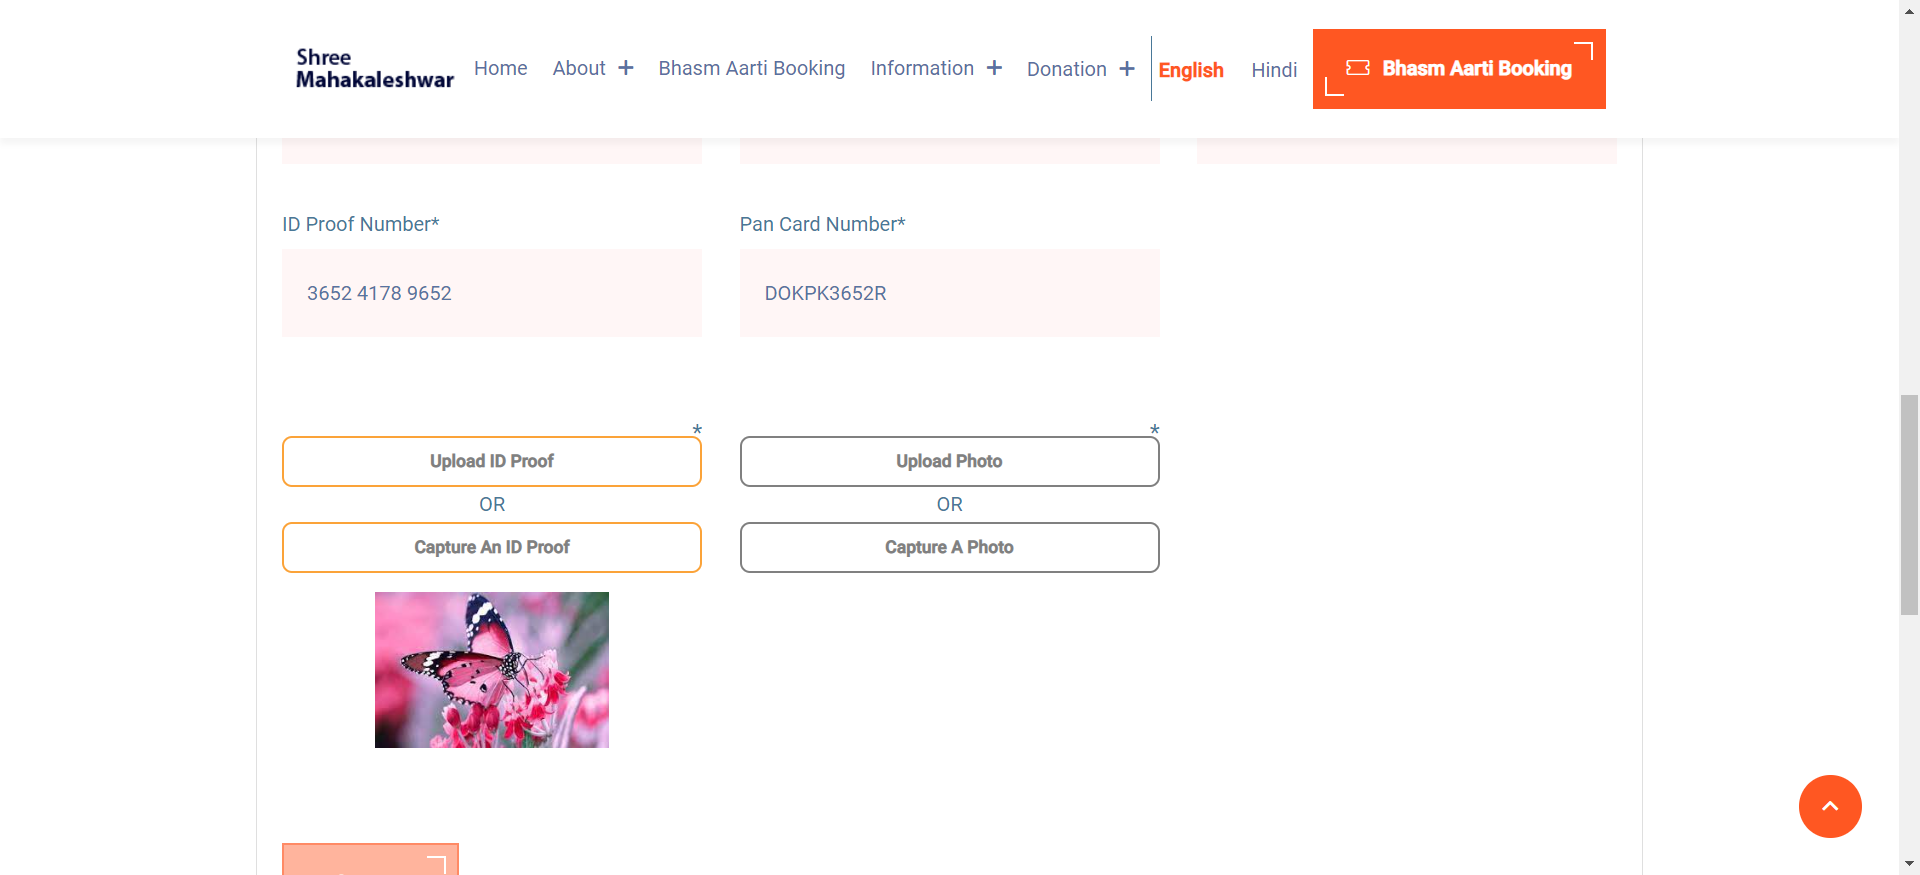 Shree
Mahakaleshwar
Home
About +
Bhasm Aarti Booking
Information +
Donation +
English
Hindi
Bhasm Aarti Booking
ID Proof Number*
Pan Card Number*
3652 4178 9652
DOKPK3652R
*
*
Upload ID Proof
Upload Photo
OR
OR
Capture An ID Proof
Capture A Photo